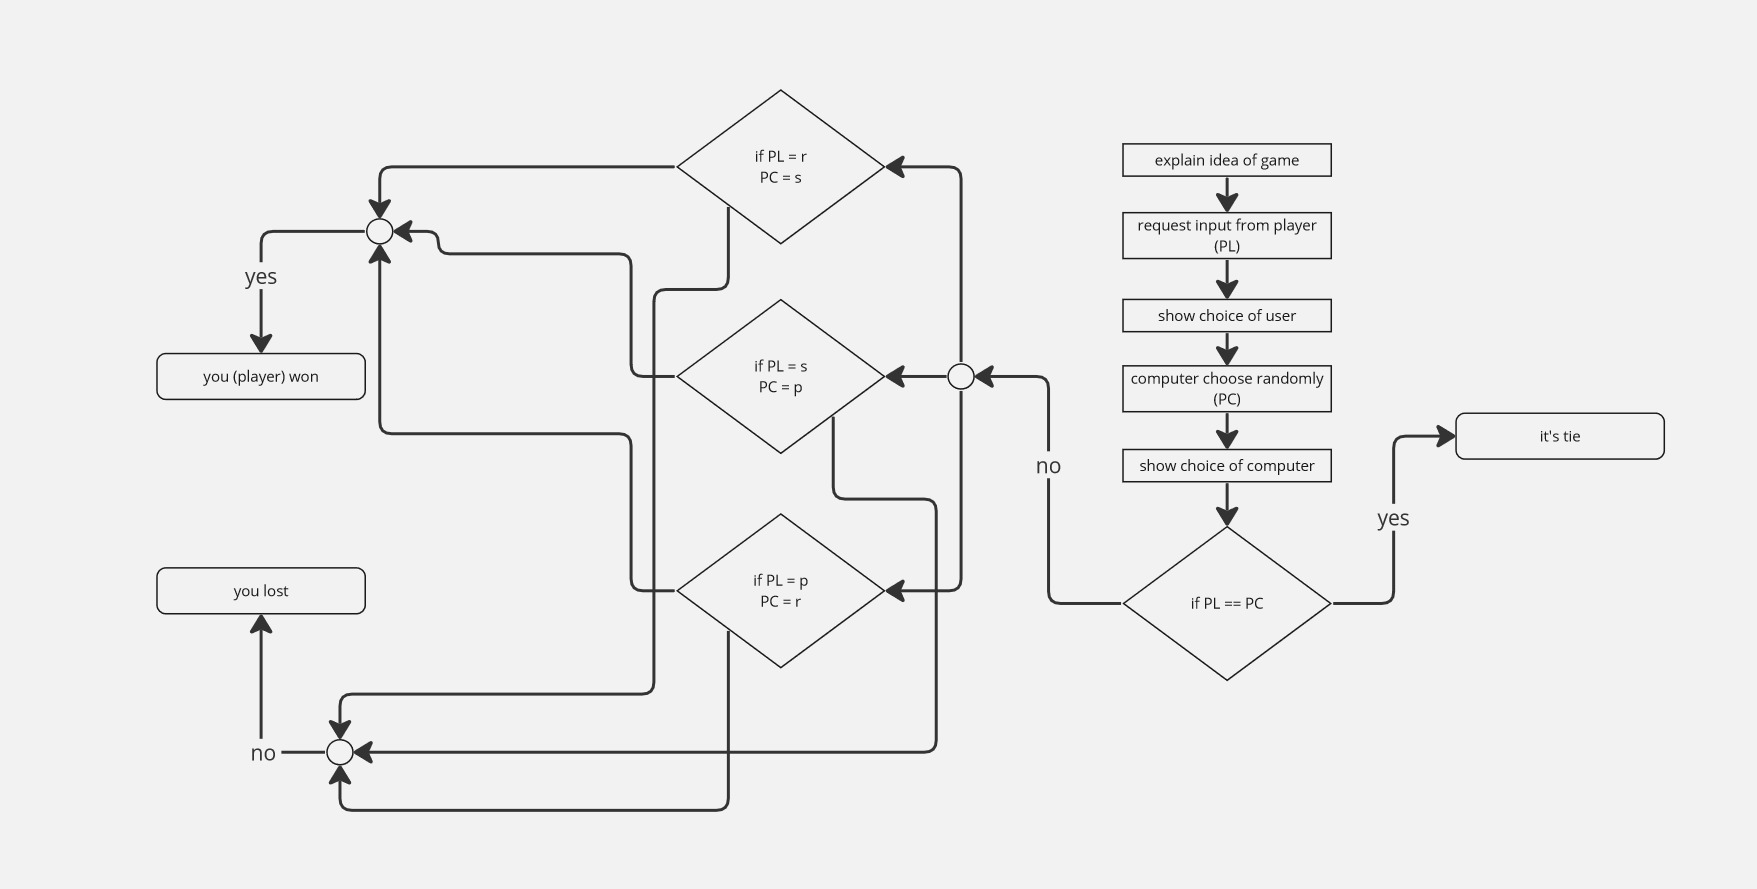 explain idea of game
request input from player
(PL)
show choice of user
computer choose randomly
(PC)
show choice of computer
if PL == PC
yes
it's tie
no
if PL = r
PC = s
if PL = s
PC = p
if PL = p
PC = r
yes
you (player) won
no
you lost